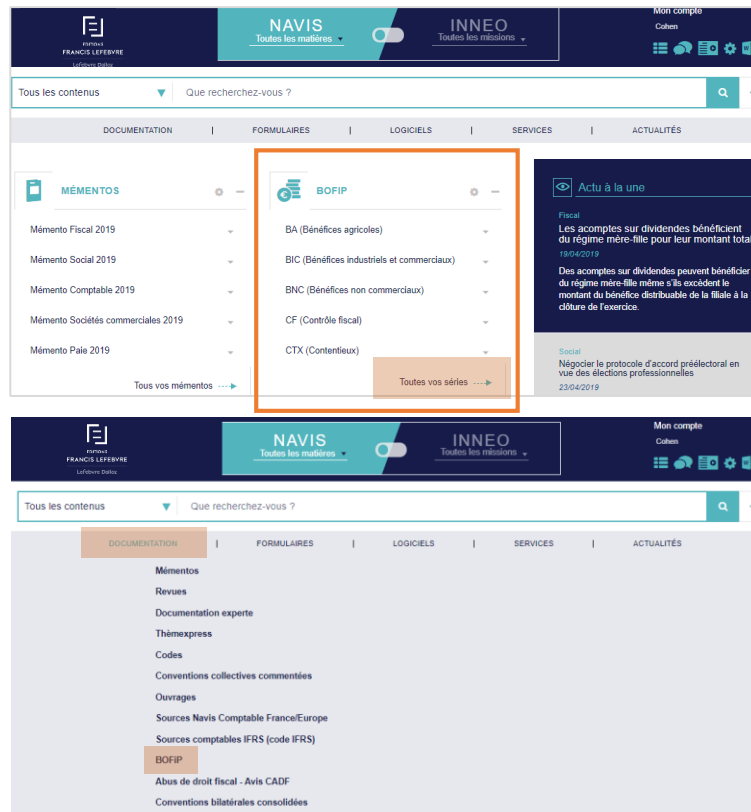 Mon compte
NAVIS
INNEO
Cohen
Toutes les matières
Toutes les missions
EDITIONS
FRANCIS LEFEBVRE
Lefebvre Dalloz
Tous les contenus
Que recherchez-vous ?
DOCUMENTATION | FORMULAIRES | LOGICIELS | SERVICES | ACTUALITÉS
MÉMENTOS
Mémento Fiscal 2019
Mémento Social 2019
Mémento Comptable 2019
Mémento Sociétés commerciales 2019
Mémento Paie 2019
Tous vos mémentos
BOFIP
BA (Bénéfices agricoles)
BIC (Bénéfices industriels et commerciaux)
BNC (Bénéfices non commerciaux)
CF (Contrôle fiscal)
CTX (Contentieux)
Toutes vos séries
Actu à la une
Fiscal
Les acomptes sur dividendes bénéficient
du régime mère-fille pour leur montant total
19/04/2019
Des acomptes sur dividendes peuvent bénéficier
du régime mère-fille même s'ils excèdent le
montant du bénéfice distribuable de la filiale à la
clôture de l'exercice.
Social
Négocier le protocole d'accord préélectoral en
vue des élections professionnelles
23/04/2019
Mon compte
NAVIS
INNEO
Cohen
Toutes les matières
Toutes les missions
EDITIONS
FRANCIS LEFEBVRE
Lefebvre Dalloz
Tous les contenus
Que recherchez-vous ?
DOCUMENTATION | FORMULAIRES | LOGICIELS | SERVICES | ACTUALITÉS
Mémentos
Revues
Documentation experte
Thèmexpress
Codes
Conventions collectives commentées
Ouvrages
Sources Navis Comptable France/Europe
Sources comptables IFRS (code IFRS)
BOFiP
Abus de droit fiscal - Avis CADF
Conventions bilatérales consolidées